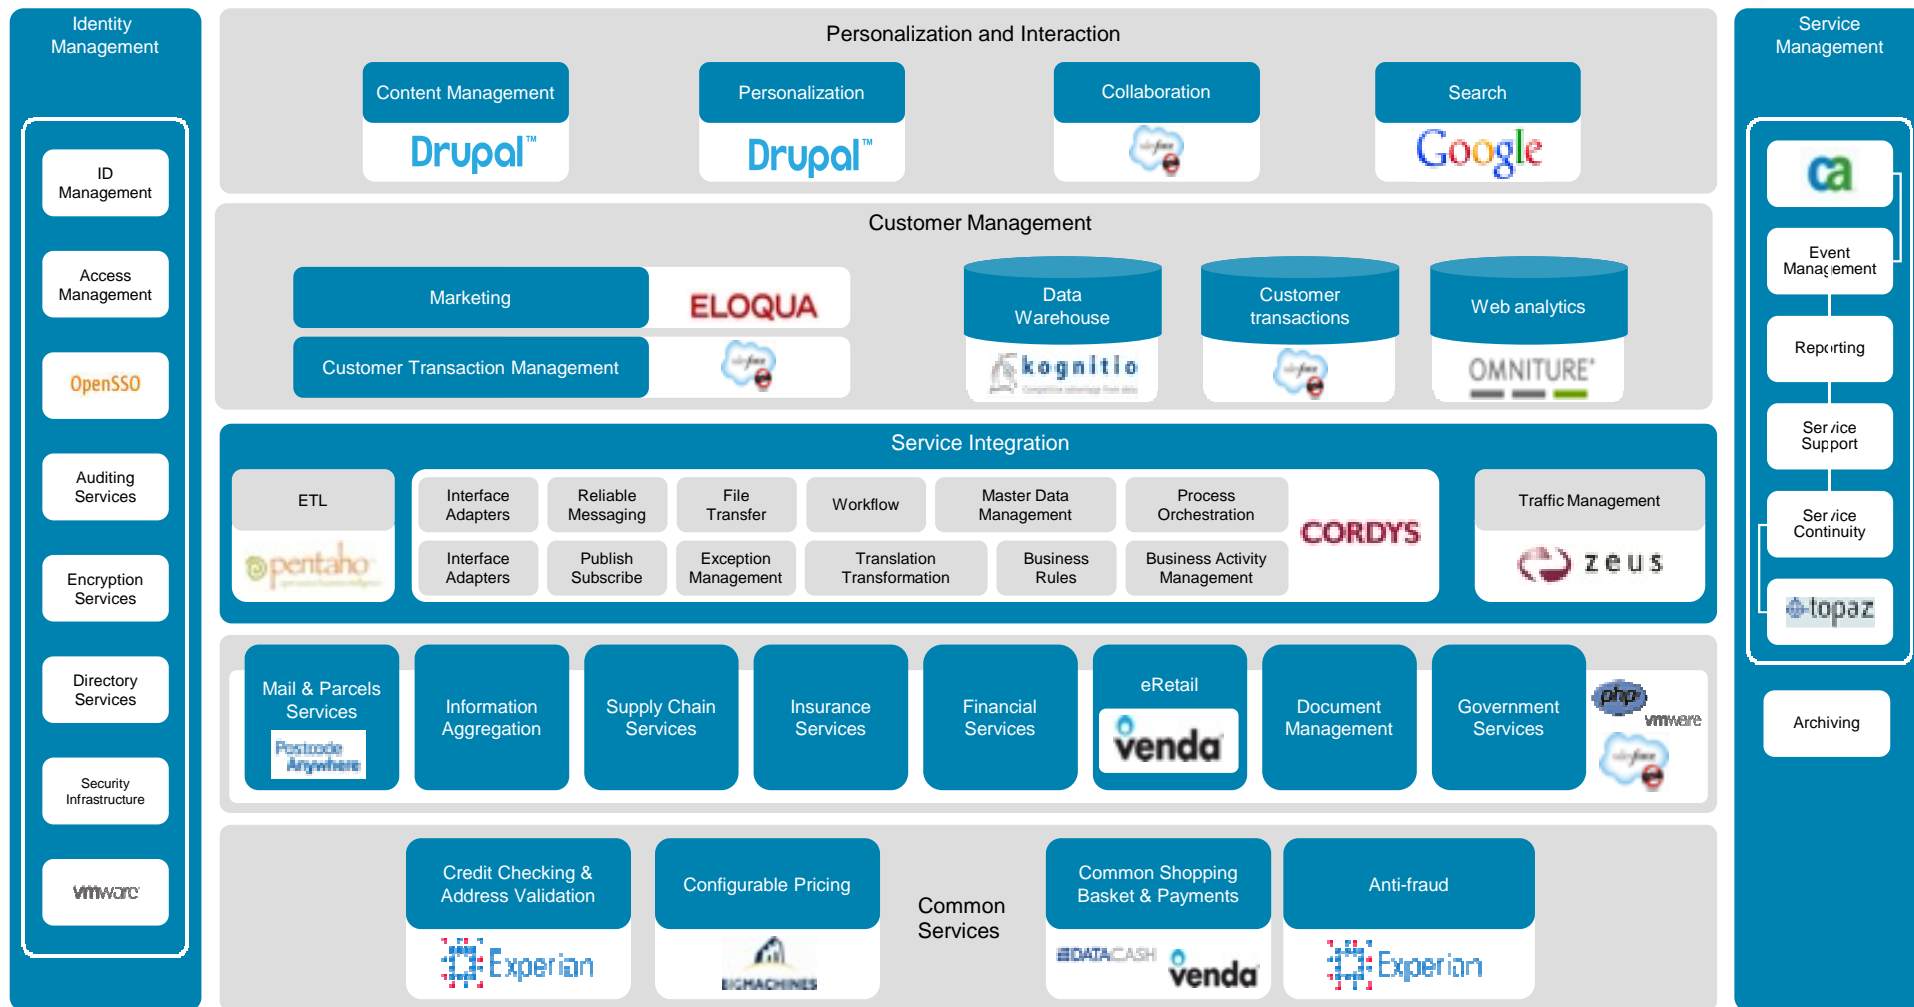 Identity
Management
ID
Management
Access
Management
OpenSSO
Auditing
Services
Encryption
Services
Directory
Services
Security
Infrastructure
vmware
Personalization and Interaction
Content Management
Drupal™
Personalization
Drupal™
Collaboration
Search
Google
Customer Management
Marketing
ELOQUA
Customer Transaction Management
Data
Warehouse
kognitio
Customer
transactions
Web analytics
OMNITURE
Service Integration
ETL
pentaho
Interface
Adapters
Reliable
Messaging
File
Transfer
Workflow
Master Data
Management
Process
Orchestration
Interface
Adapters
Publish
Subscribe
Exception
Management
Translation
Transformation
Business
Rules
Business Activity
Management
CORDYS
Traffic Management
zeus
Mail & Parcels
Services
Postcode
Anywhere
Information
Aggregation
Supply Chain
Services
Insurance
Services
Financial
Services
eRetail
venda
Document
Management
Government
Services
php
vmware
Credit Checking &
Address Validation
Experian
Configurable Pricing
BIGMACHINES
Common
Services
Common Shopping
Basket & Payments
DATACASH
venda
Anti-fraud
Experian
Service
Management
ca
Event
Management
Reporting
Service
Support
Service
Continuity
topaz
Archiving